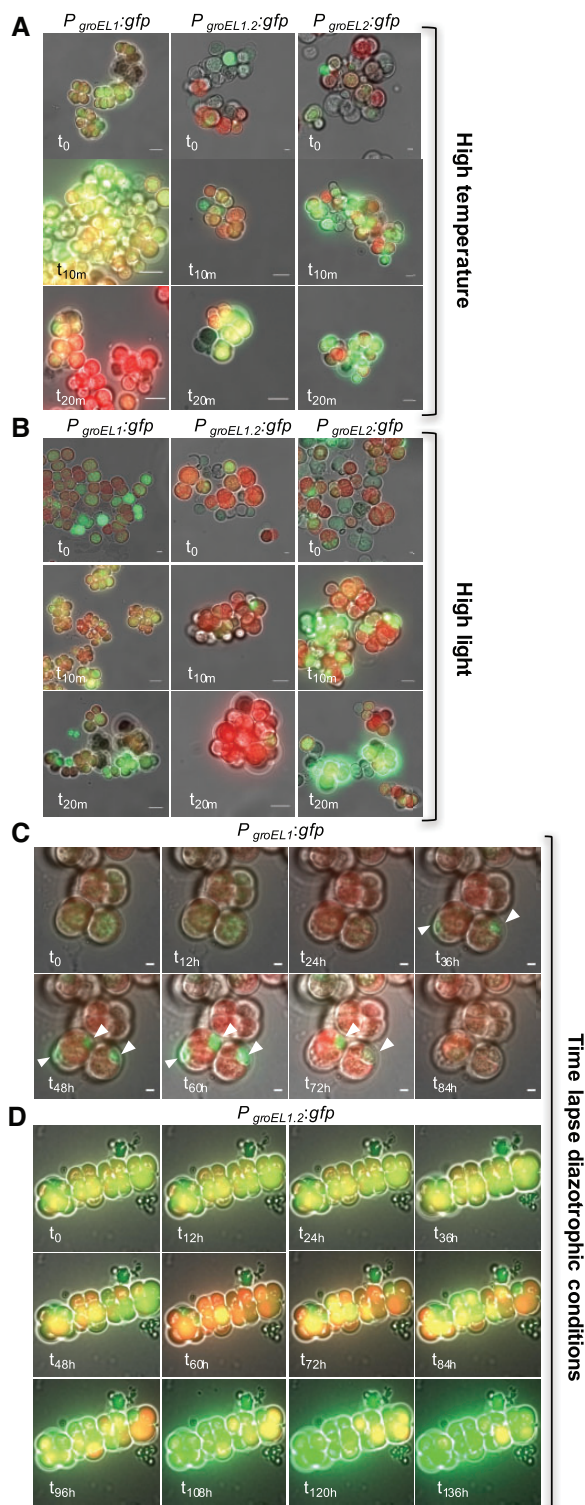 A
P groEL1:gfp P groEL1.2:gfp P groEL2:gfp
t0 t0 t0
t10m t10m t10m
t20m t20m t20m
High temperature
B
P groEL1:gfp P groEL1.2:gfp P groEL2:gfp
t0 t0 t0
t10m t10m t10m
t20m t20m t20m
High light
C
P groEL1:gfp
t0 t12h t24h t36h
t48h t60h t72h t84h
D
P groEL1.2:gfp
t0 t12h t24h t36h
t48h t60h t72h t84h
t96h t108h t120h t136h
Time lapse diazotrophic conditions